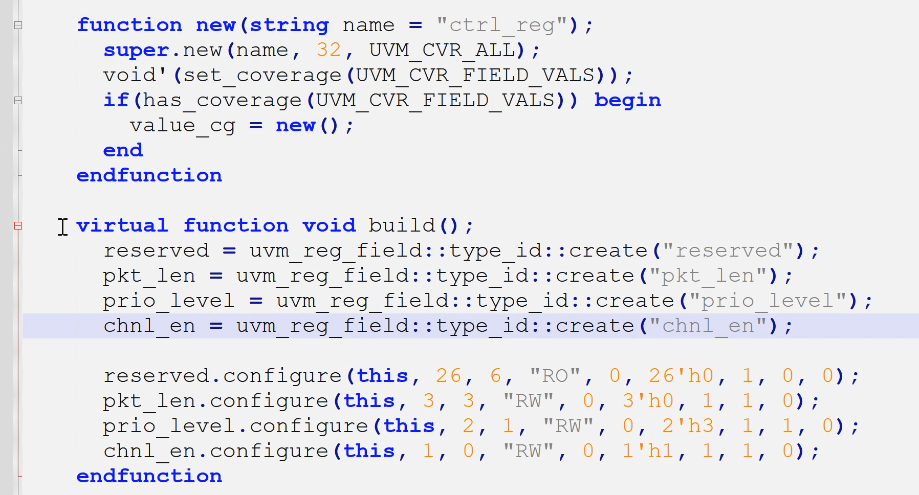 function new(string name = "ctrl_reg");
super.new(name, 32, UVM_CVR_ALL);
void'(set_coverage(UVM_CVR_FIELD_VALS));
if(has_coverage(UVM_CVR_FIELD_VALS)) begin
value_cg = new();
end
endfunction
virtual function void build();
reserved = uvm_reg_field::type_id::create("reserved");
pkt_len = uvm_reg_field::type_id::create("pkt_len");
prio_level = uvm_reg_field::type_id::create("prio_level");
chnl_en = uvm_reg_field::type_id::create("chnl_en");
reserved.configure(this, 26, 6, "RO", 0, 26'h0, 1, 0, 0);
pkt_len.configure(this, 3, 3, "RW", 0, 3'h0, 1, 1, 0);
prio_level.configure(this, 2, 1, "RW", 0, 2'h3, 1, 1, 0);
chnl_en.configure(this, 1, 0, "RW", 0, 1'h1, 1, 1, 0);
endfunction